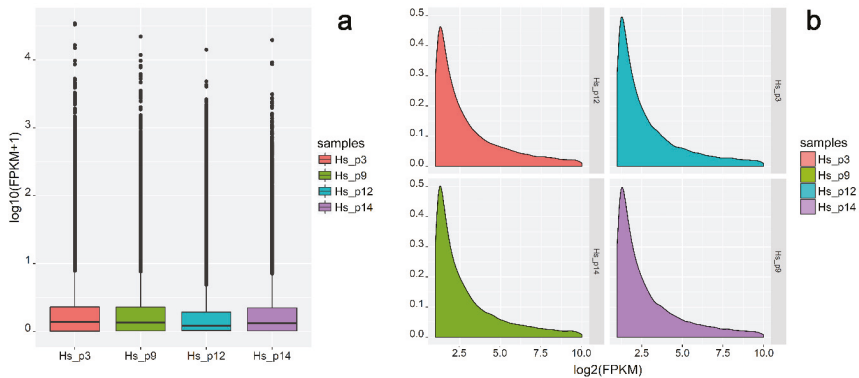 a
log10(FPKM+1)
4
3
2
1
0
Hs_p3 Hs_p9 Hs_p12 Hs_p14
samples
Hs_p3
Hs_p9
Hs_p12
Hs_p14
b
0.5
0.4
0.3
0.2
0.1
0.0
Hs_p12
Hs_p3
0.5
0.4
0.3
0.2
0.1
0.0
Hs_p14
Hs_p9
2.5 5.0 7.5 10.0 2.5 5.0 7.5 10.0
log2(FPKM)
samples
Hs_p3
Hs_p9
Hs_p12
Hs_p14